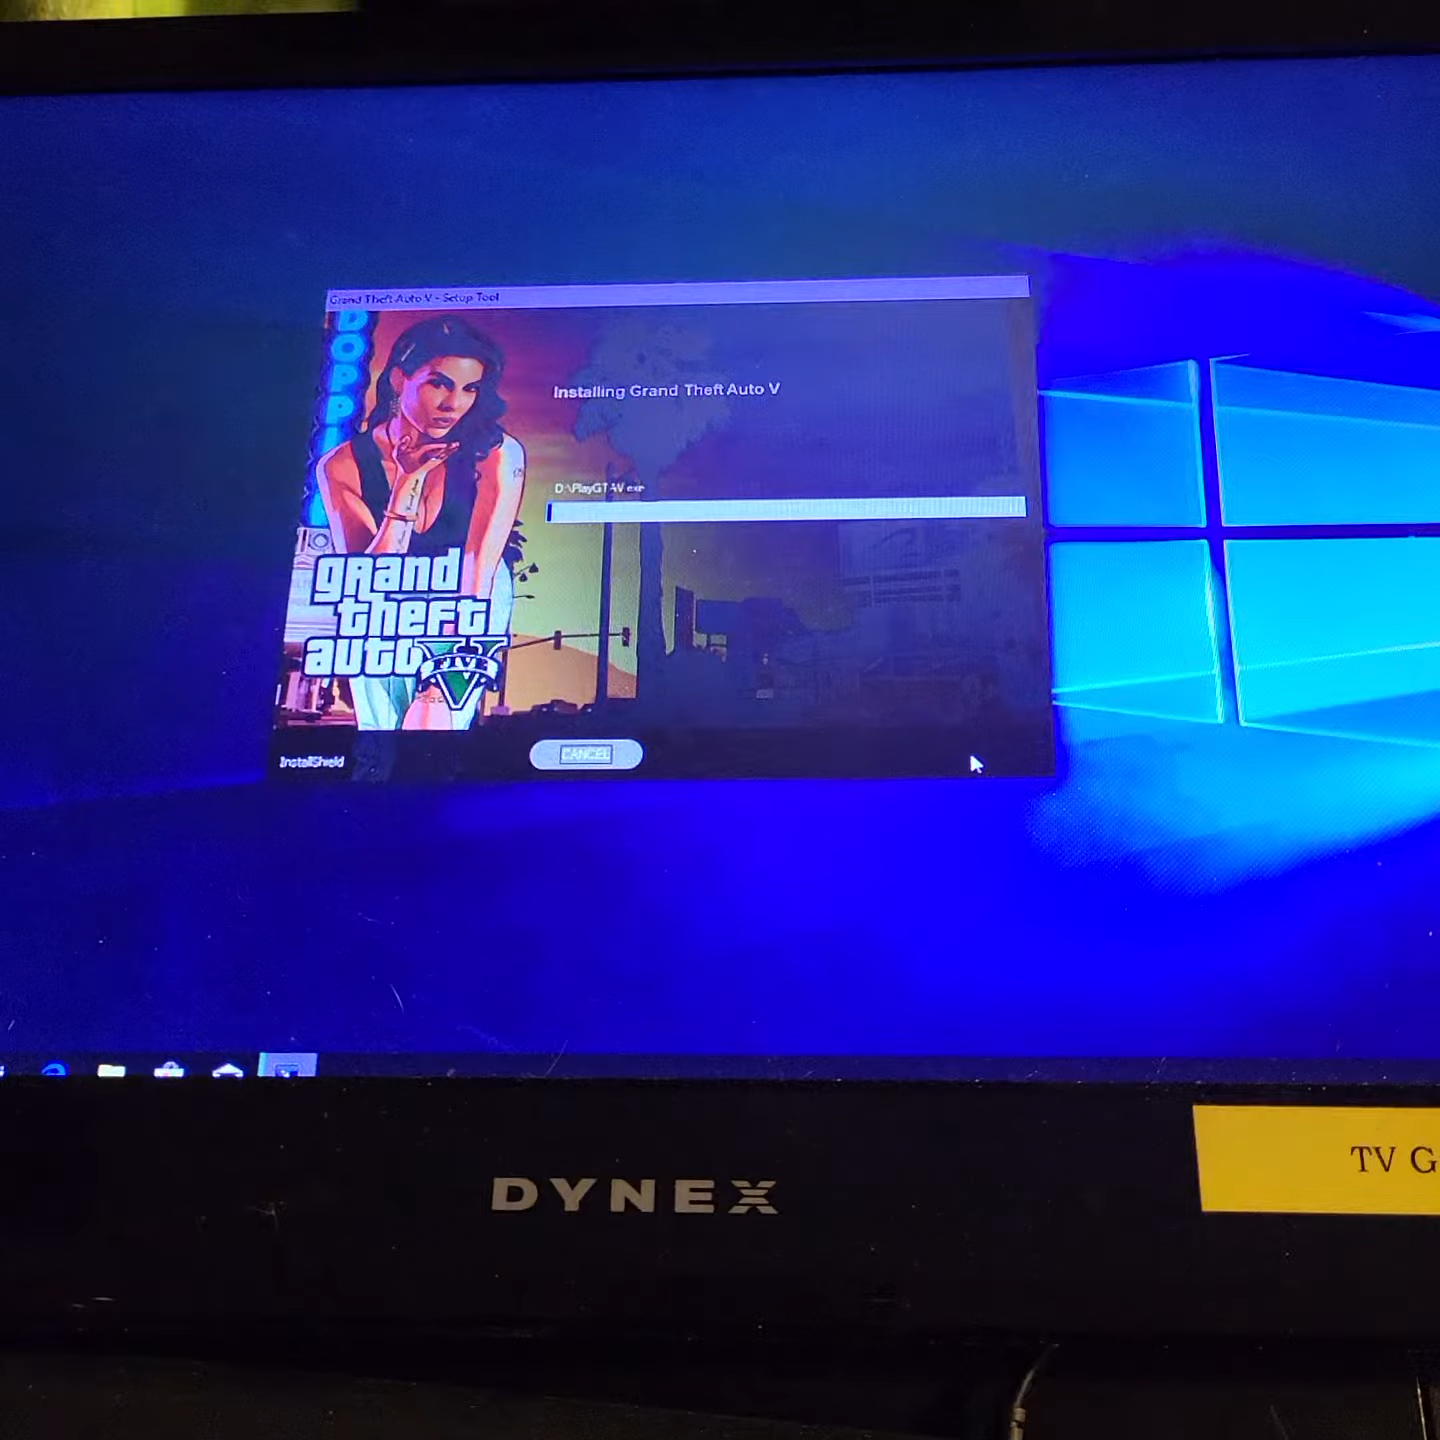 Grand Theft Auto V - Setup Tool
DOPPI
Installing Grand Theft Auto V
D:\PlayGTAV.exe
grand
theft
auto V
FIVE
InstallShield
CANCEL
DYNEX
TV G